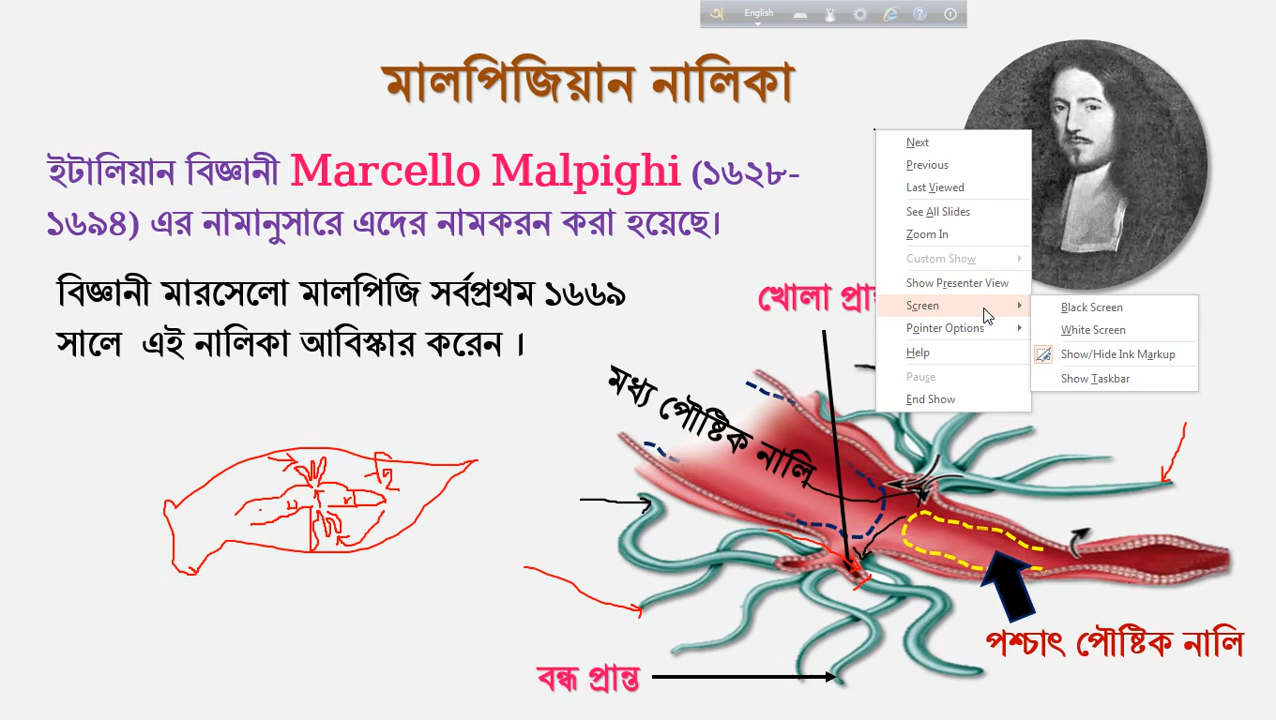 অ English
মালপিজিয়ান নালিকা
ইটালিয়ান বিজ্ঞানী Marcello Malpighi (১৬২৮-
১৬৯৪) এর নামানুসারে এদের নামকরন করা হয়েছে।
বিজ্ঞানী মারসেলো মালপিজি সর্বপ্রথম ১৬৬৯
সালে এই নালিকা আবিস্কার করেন ।
খোলা
মধ্য পৌষ্টিক নালি
Next
Previous
Last Viewed
See All Slides
Zoom In
Custom Show
Show Presenter View
Screen
Pointer Options
Help
Pause
End Show
Black Screen
White Screen
Show/Hide Ink Markup
Show Taskbar
পশ্চাৎ পৌষ্টিক নালি
বন্ধ প্রান্ত